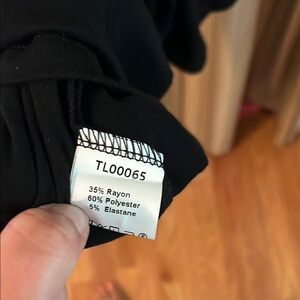 TL00065
35% Rayon
60% Polyester
5% Elastane